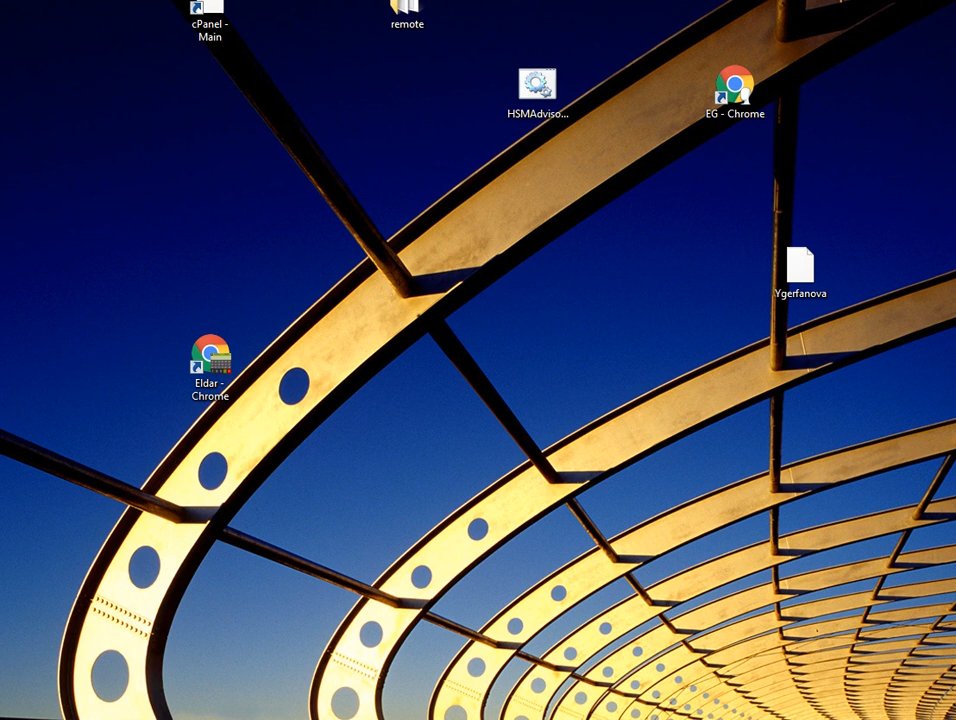 cPanel -
Main
remote
HSMAdviso...
EG - Chrome
Ygerfanova
Eldar -
Chrome